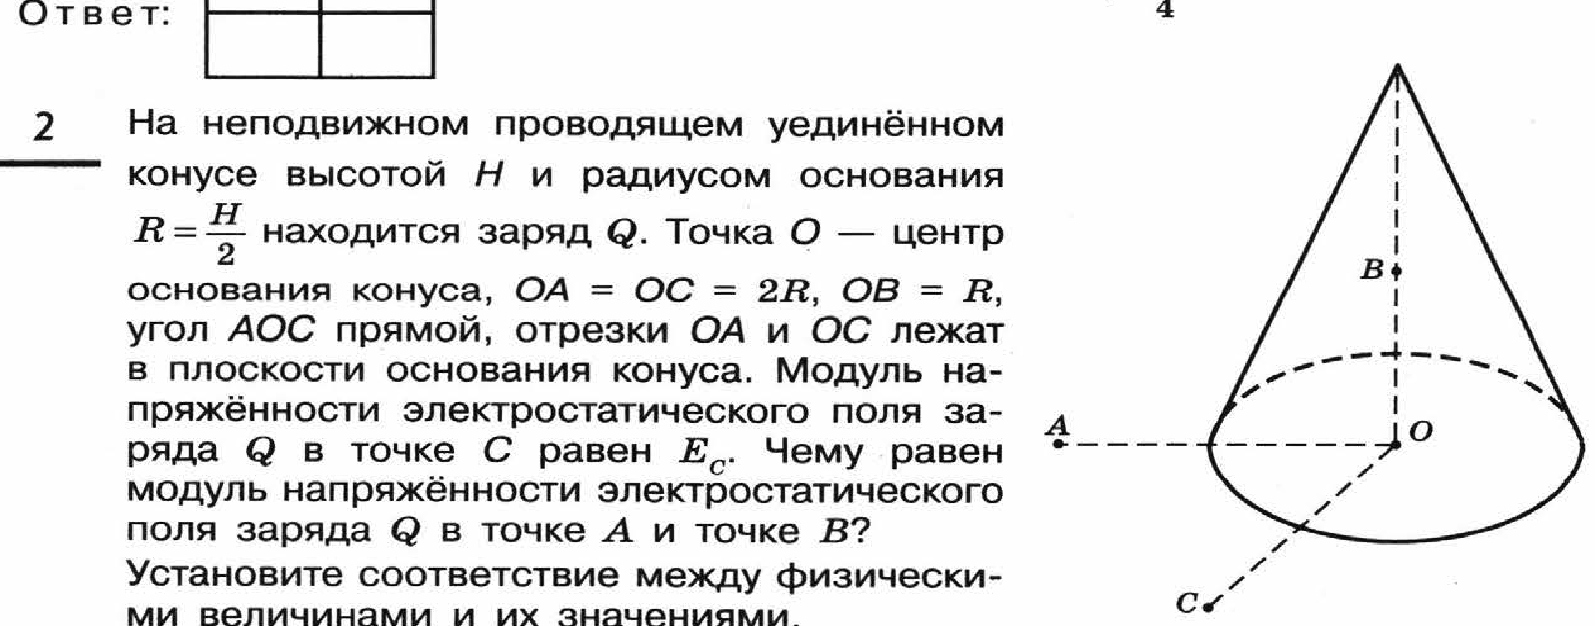 Ответ:
4
2
На неподвижном проводящем уединённом
конусе высотой H и радиусом основания
R = H/2 находится заряд Q. Точка O — центр
основания конуса, OA = OC = 2R, OB = R,
угол AOC прямой, отрезки OA и OC лежат
в плоскости основания конуса. Модуль на-
пряжённости электростатического поля за-
ряда Q в точке C равен E_C. Чему равен
модуль напряжённости электростатического
поля заряда Q в точке A и точке B?
Установите соответствие между физически-
ми величинами и их значениями.
B
A
O
C